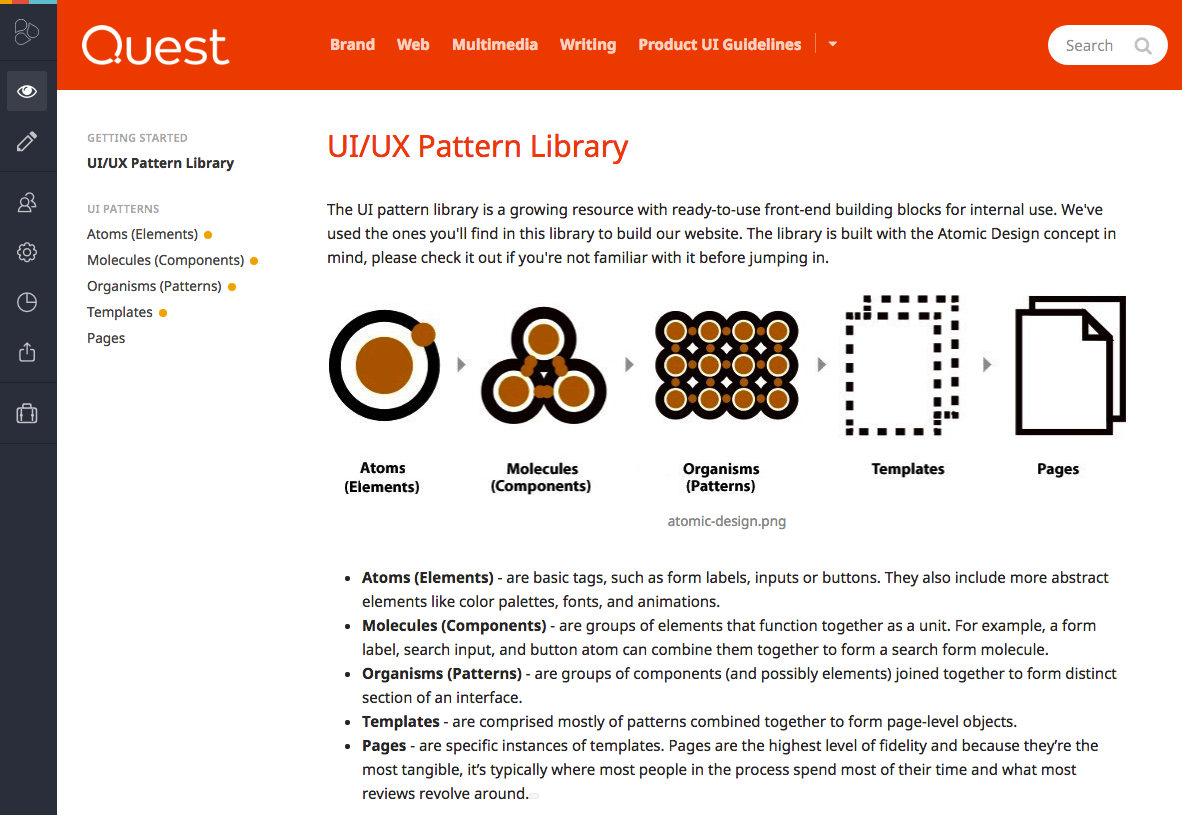 Quest
Brand Web Multimedia Writing Product UI Guidelines
Search
GETTING STARTED
UI/UX Pattern Library
UI PATTERNS
Atoms (Elements)
Molecules (Components)
Organisms (Patterns)
Templates
Pages
UI/UX Pattern Library
The UI pattern library is a growing resource with ready-to-use front-end building blocks for internal use. We've
used the ones you'll find in this library to build our website. The library is built with the Atomic Design concept in
mind, please check it out if you're not familiar with it before jumping in.
Atoms
(Elements)
Molecules
(Components)
Organisms
(Patterns)
Templates
Pages
atomic-design.png
• Atoms (Elements) - are basic tags, such as form labels, inputs or buttons. They also include more abstract
elements like color palettes, fonts, and animations.
• Molecules (Components) - are groups of elements that function together as a unit. For example, a form
label, search input, and button atom can combine them together to form a search form molecule.
• Organisms (Patterns) - are groups of components (and possibly elements) joined together to form distinct
section of an interface.
• Templates - are comprised mostly of patterns combined together to form page-level objects.
• Pages - are specific instances of templates. Pages are the highest level of fidelity and because they’re the
most tangible, it’s typically where most people in the process spend most of their time and what most
reviews revolve around.